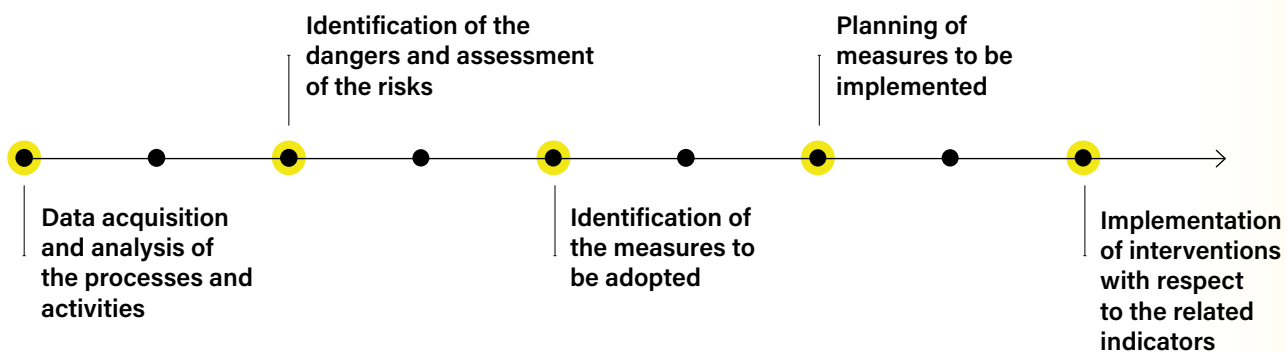 Identification of the
dangers and assessment
of the risks
Planning of
measures to be
implemented
Data acquisition
and analysis of
the processes and
activities
Identification of
the measures to
be adopted
Implementation
of interventions
with respect
to the related
indicators